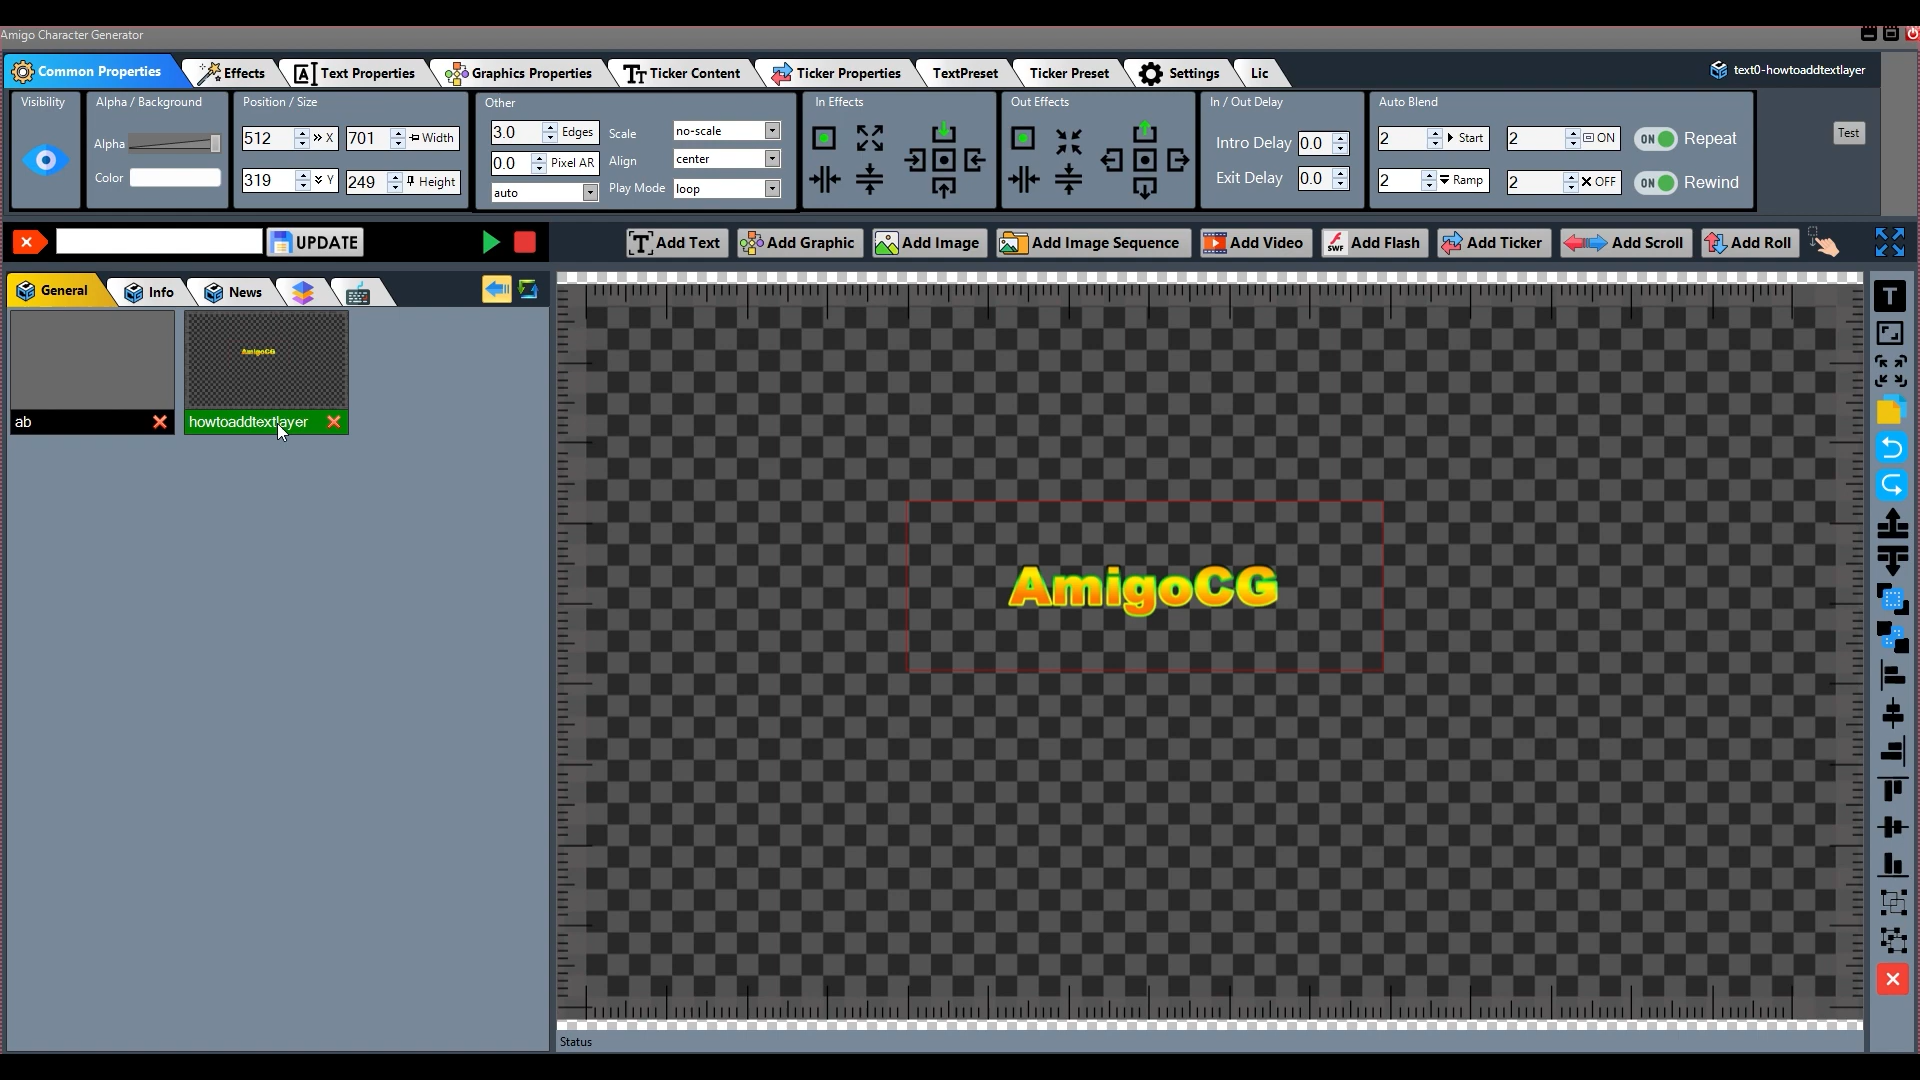 Amigo Character Generator
Common Properties Effects Text Properties Graphics Properties Ticker Content Ticker Properties TextPreset Ticker Preset Settings Lic text0-howtoaddtextlayer
Visibility Alpha / Background Position / Size Other In Effects Out Effects In / Out Delay Auto Blend
3.0 Edges Scale no-scale
512 X 701 Width 2 Start 2 ON ON Repeat Test
Alpha Intro Delay 0.0
0.0 Pixel AR Align center
Color 319 Y 249 Height Exit Delay 0.0 2 Ramp 2 OFF ON Rewind
auto Play Mode loop
UPDATE Add Text Add Graphic Add Image Add Image Sequence Add Video SWF Add Flash Add Ticker Add Scroll Add Roll
General Info News
T
AmigoCG
ab howtoaddtextlayer
AmigoCG
Status